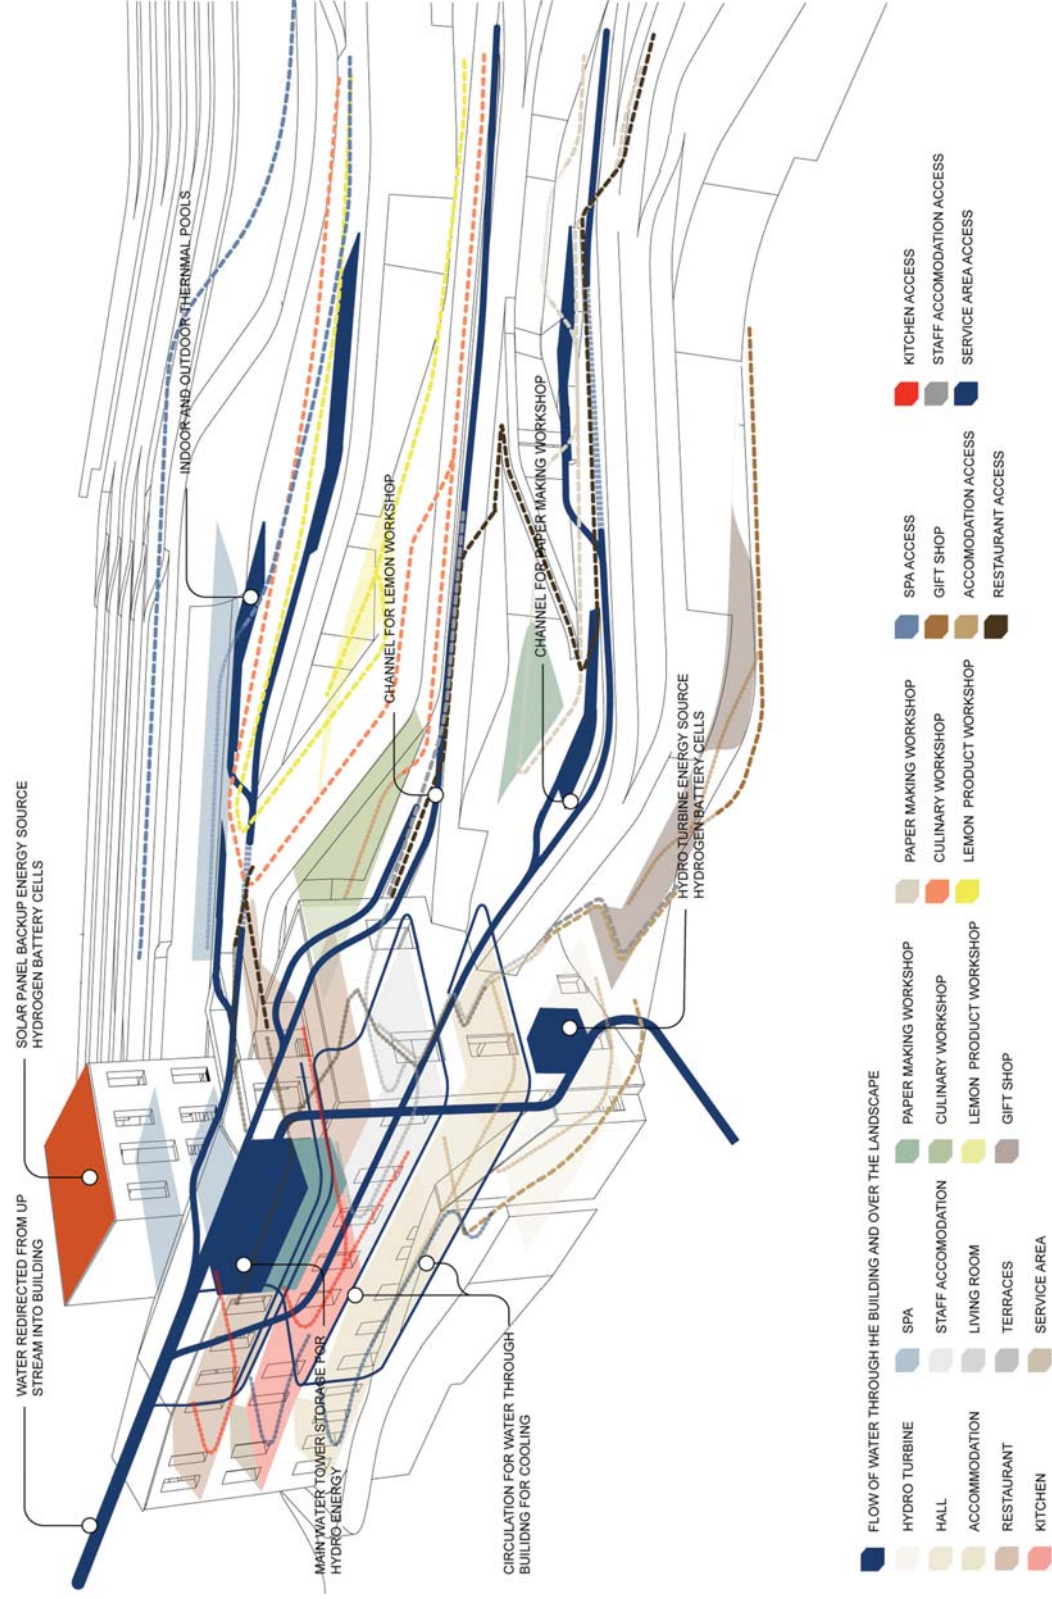 WATER REDIRECTED FROM UP
STREAM INTO BUILDING
SOLAR PANEL BACKUP ENERGY SOURCE
HYDROGEN BATTERY CELLS
INDOOR AND OUTDOOR THERNMAL POOLS
MAIN WATER TOWER STORAGE FOR
HYDRO ENERGY
CHANNEL FOR LEMON WORKSHOP
CIRCULATION FOR WATER THROUGH
BUILIDNG FOR COOLING
CHANNEL FOR PAPER MAKING WORKSHOP
HYDRO TURBINE ENERGY SOURCE
HYDROGEN BATTERY CELLS
FLOW OF WATER THROUGH tHE BUILDING AND OVER THE LANDSCAPE
HYDRO TURBINE
HALL
ACCOMMODATION
RESTAURANT
KITCHEN
SPA
STAFF ACCOMODATION
LIVING ROOM
TERRACES
SERVICE AREA
PAPER MAKING WORKSHOP
CULINARY WORKSHOP
LEMON PRODUCT WORKSHOP
GIFT SHOP
PAPER MAKING WORKSHOP
CULINARY WORKSHOP
LEMON PRODUCT WORKSHOP
SPA ACCESS
GIFT SHOP
ACCOMODATION ACCESS
RESTAURANT ACCESS
KITCHEN ACCESS
STAFF ACCOMODATION ACCESS
SERVICE AREA ACCESS